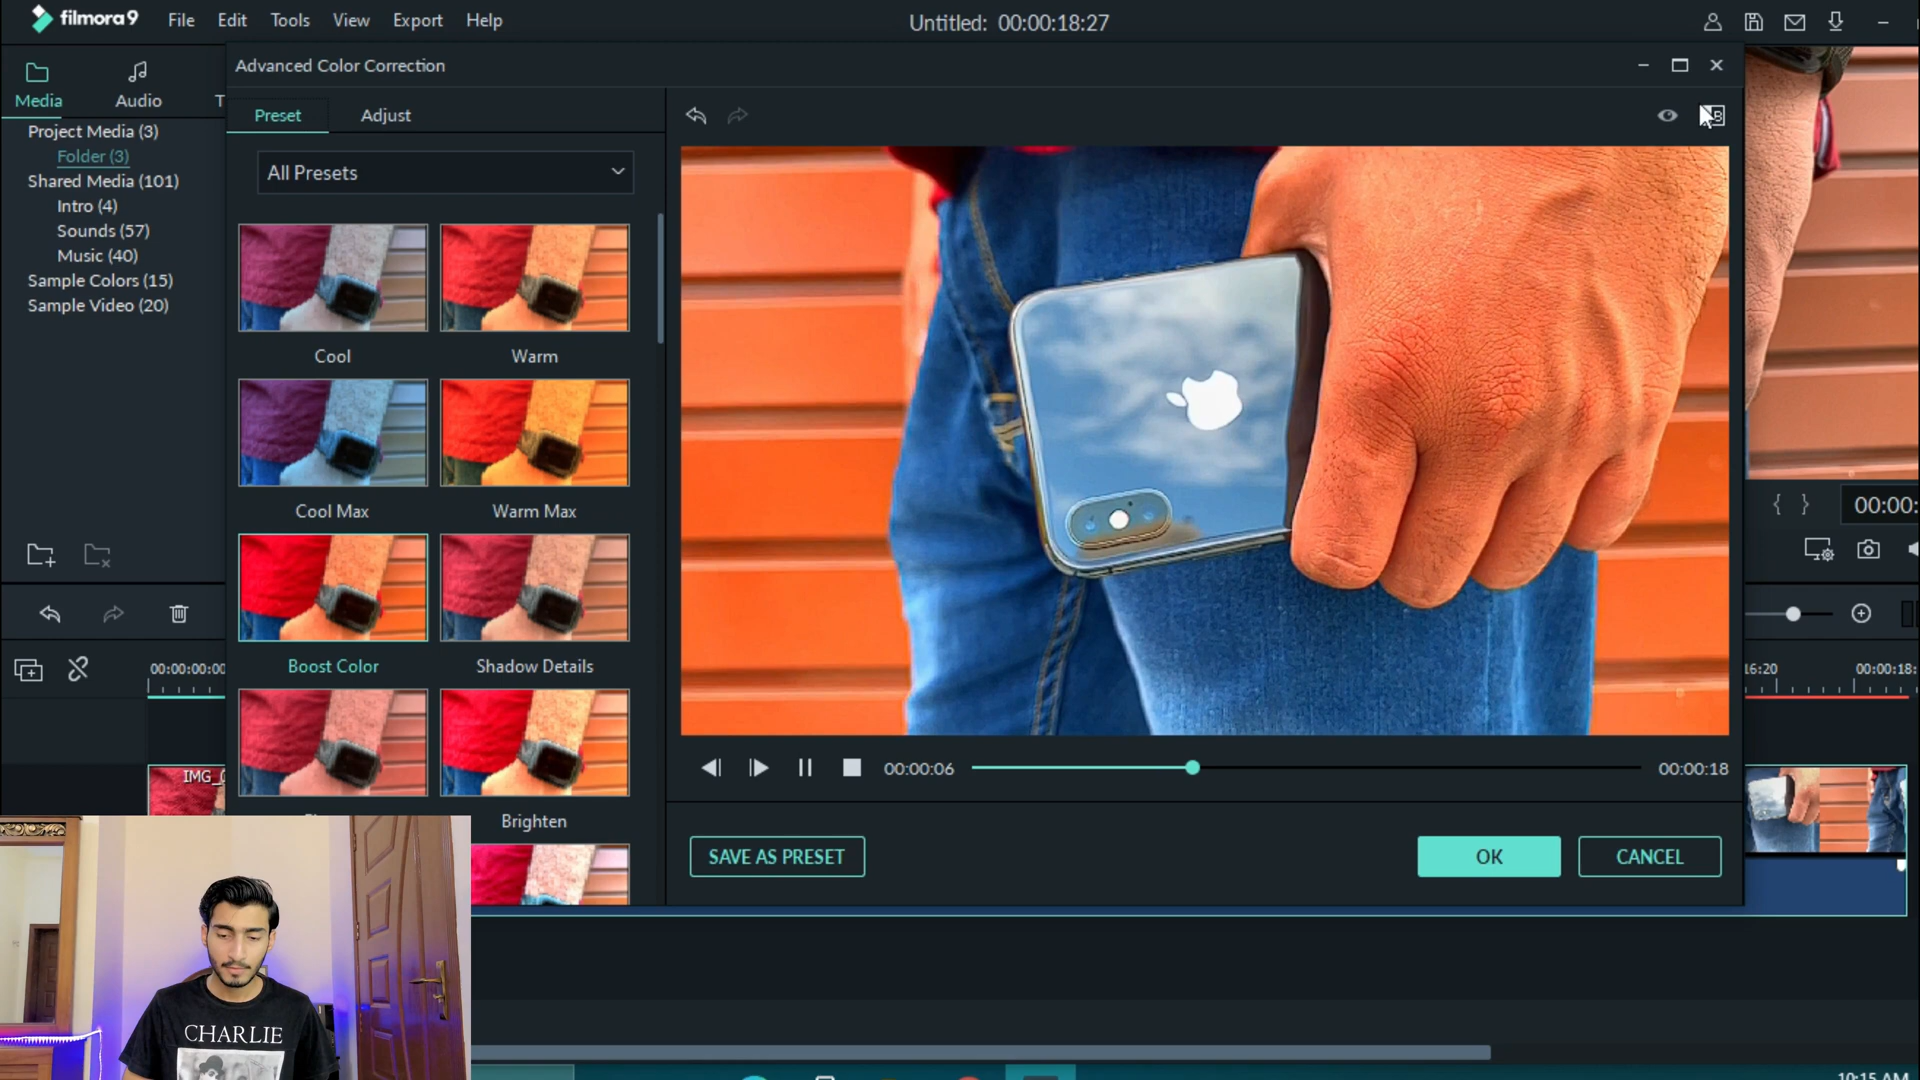 filmora9 File Edit Tools View Export Help Untitled: 00:00:18:27
Advanced Color Correction
Media Audio T
Preset Adjust
Project Media (3)
Folder (3)
Shared Media (101)
Intro (4)
Sounds (57)
Music (40)
Sample Colors (15)
Sample Video (20)
All Presets
Cool Warm
Cool Max Warm Max
Boost Color Shadow Details
Brighten
00:00:06 00:00:18
SAVE AS PRESET OK CANCEL
00:00:
00:00:00:00 16:20 00:00:18:
IMG_
CHARLIE
10:15 AM